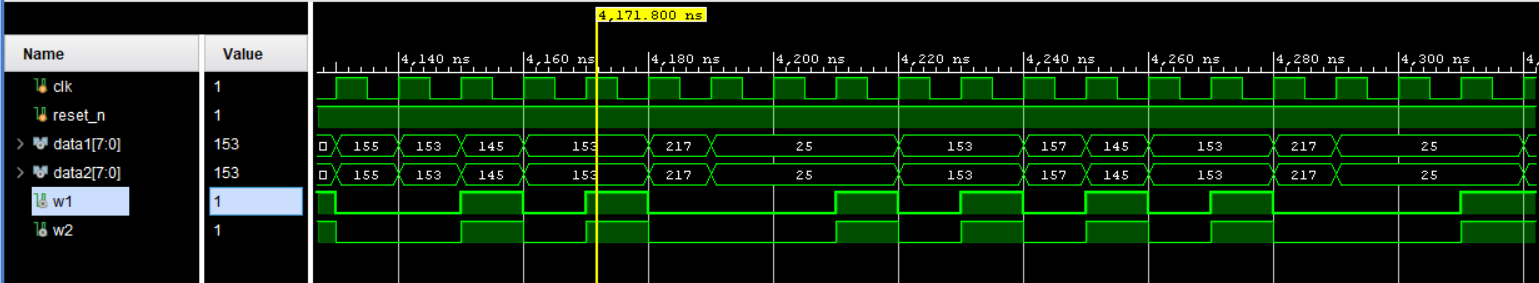 4,171.800 ns
Name Value 4,140 ns 4,160 ns 4,180 ns 4,200 ns 4,220 ns 4,240 ns 4,260 ns 4,280 ns 4,300 ns 4,
clk 1
reset_n 1
data1[7:0] 153 155 153 145 153 217 25 153 157 145 153 217 25
data2[7:0] 153 155 153 145 153 217 25 153 157 145 153 217 25
w1 1
w2 1